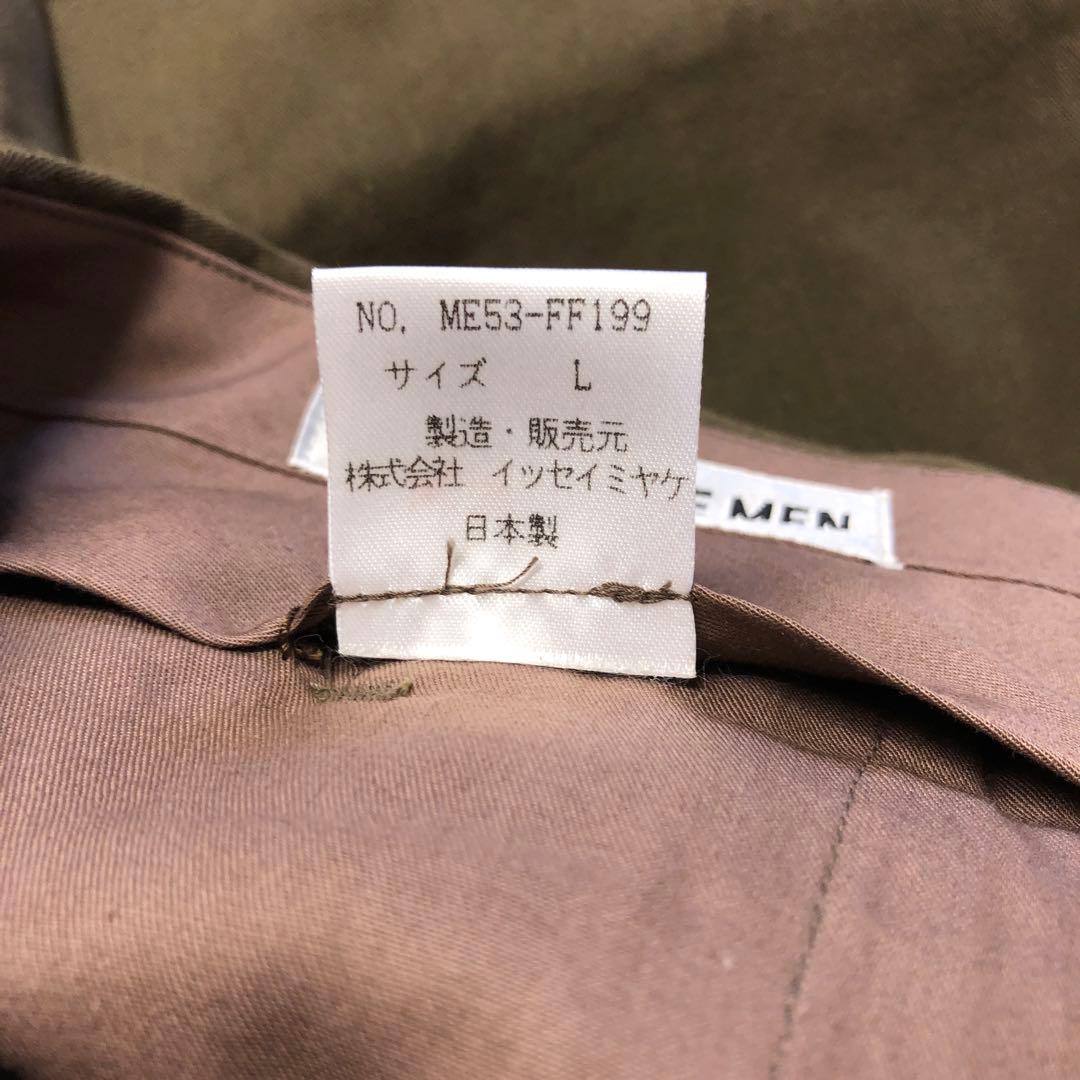 NO. ME53-FF199
サイズ L
製造・販売元
株式会社 イッセイミヤケ
日本製
E MEN